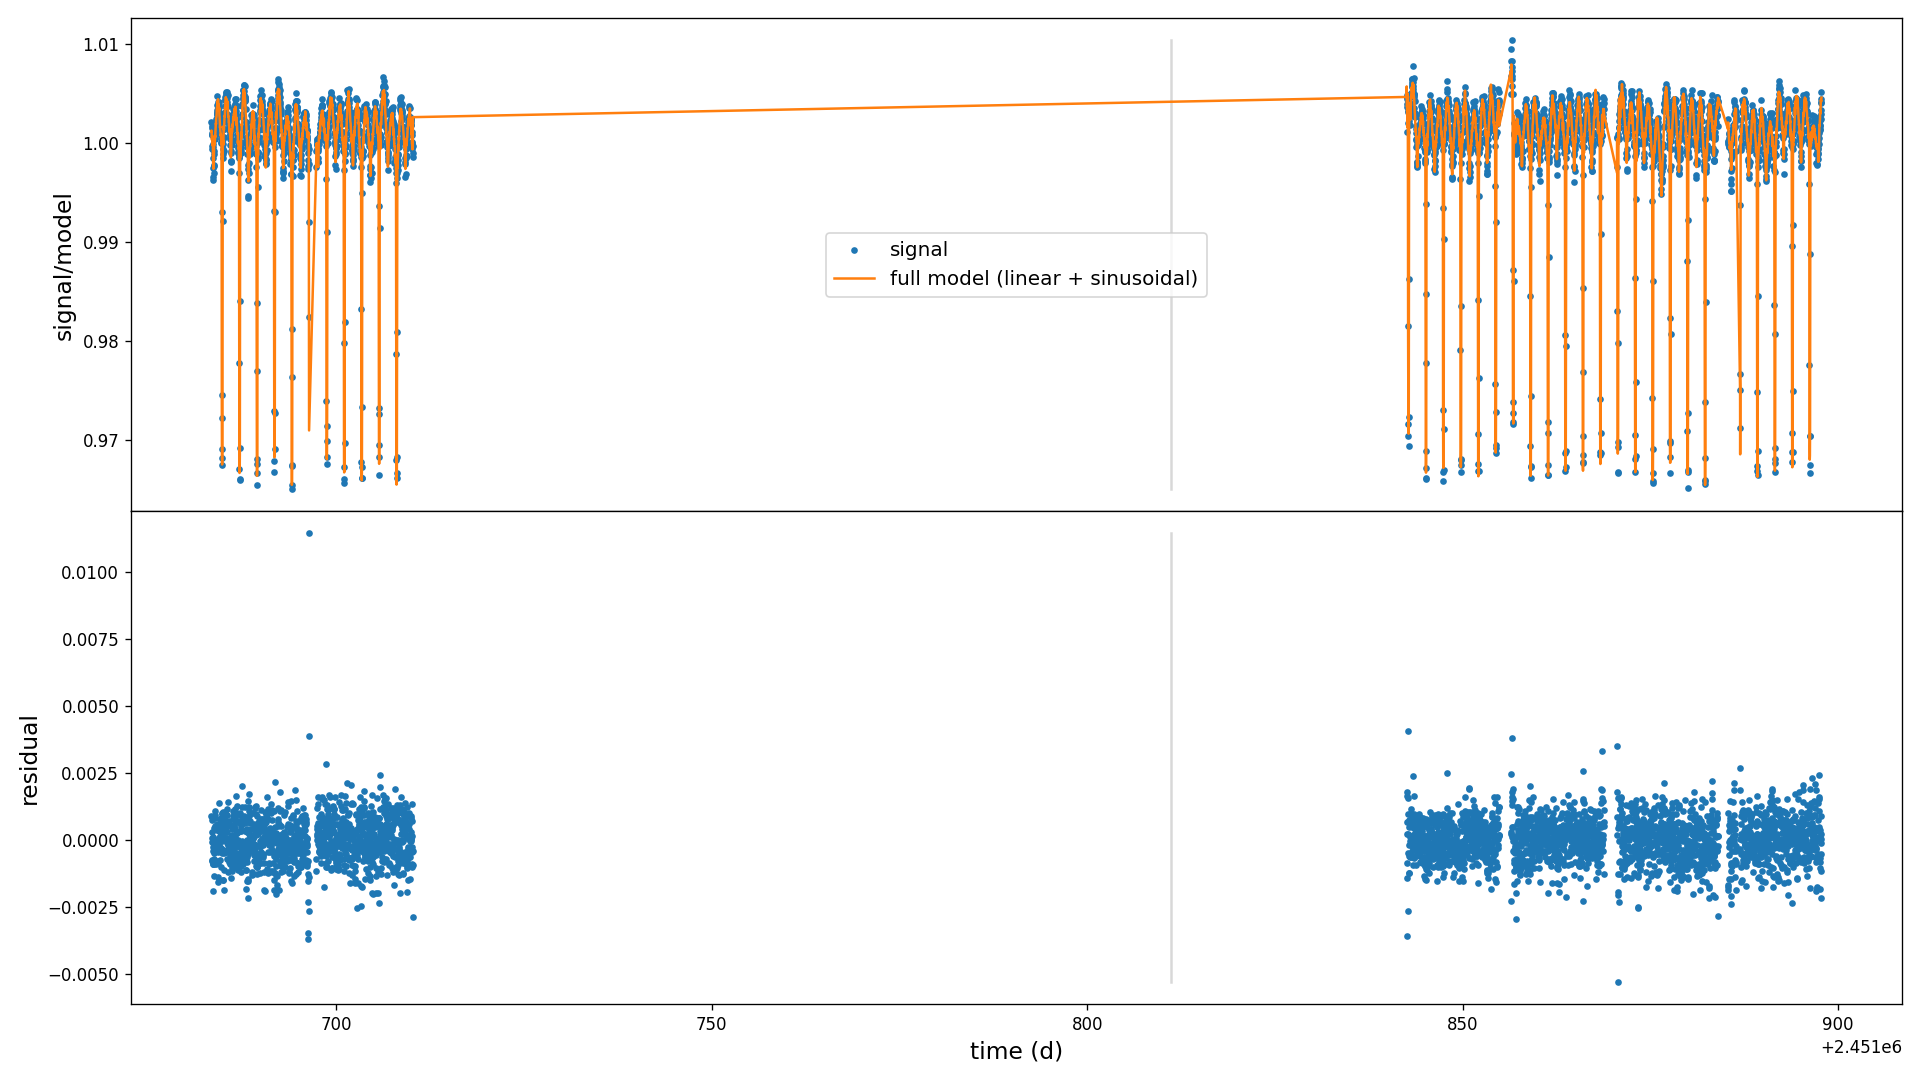 1.01
1.00
0.99
0.98
0.97
signal/model
signal
full model (linear + sinusoidal)
0.0100
0.0075
0.0050
0.0025
0.0000
−0.0025
−0.0050
residual
700
750
800
850
900
time (d)
+2.451e6